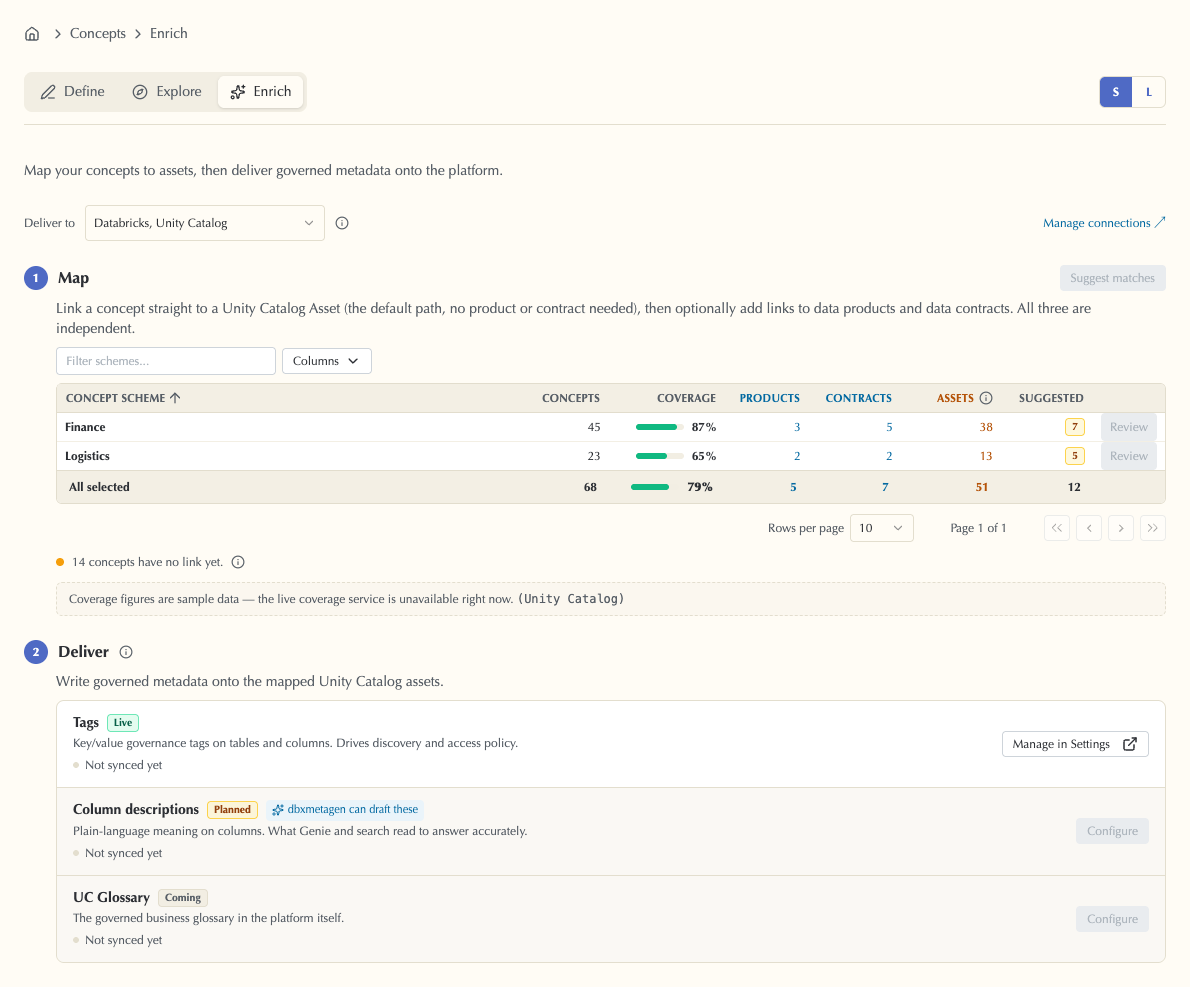 Concepts
Enrich
Define
Explore
Enrich
S
L
Map your concepts to assets, then deliver governed metadata onto the platform.
Deliver to
Databricks, Unity Catalog
Manage connections
1
Map
Suggest matches
Link a concept straight to a Unity Catalog Asset (the default path, no product or contract needed), then optionally add links to data products and data contracts. All three are
independent.
Filter schemes...
Columns
CONCEPT SCHEME CONCEPTS COVERAGE PRODUCTS CONTRACTS ASSETS SUGGESTED
Finance 45 87% 3 5 38 7 Review
Logistics 23 65% 2 2 13 5 Review
All selected 68 79% 5 7 51 12
Rows per page 10 Page 1 of 1
14 concepts have no link yet.
Coverage figures are sample data — the live coverage service is unavailable right now. (Unity Catalog)
2
Deliver
Write governed metadata onto the mapped Unity Catalog assets.
Tags Live
Key/value governance tags on tables and columns. Drives discovery and access policy.
Not synced yet
Manage in Settings
Column descriptions Planned dbxmetagen can draft these
Plain-language meaning on columns. What Genie and search read to answer accurately.
Not synced yet
Configure
UC Glossary Coming
The governed business glossary in the platform itself.
Not synced yet
Configure